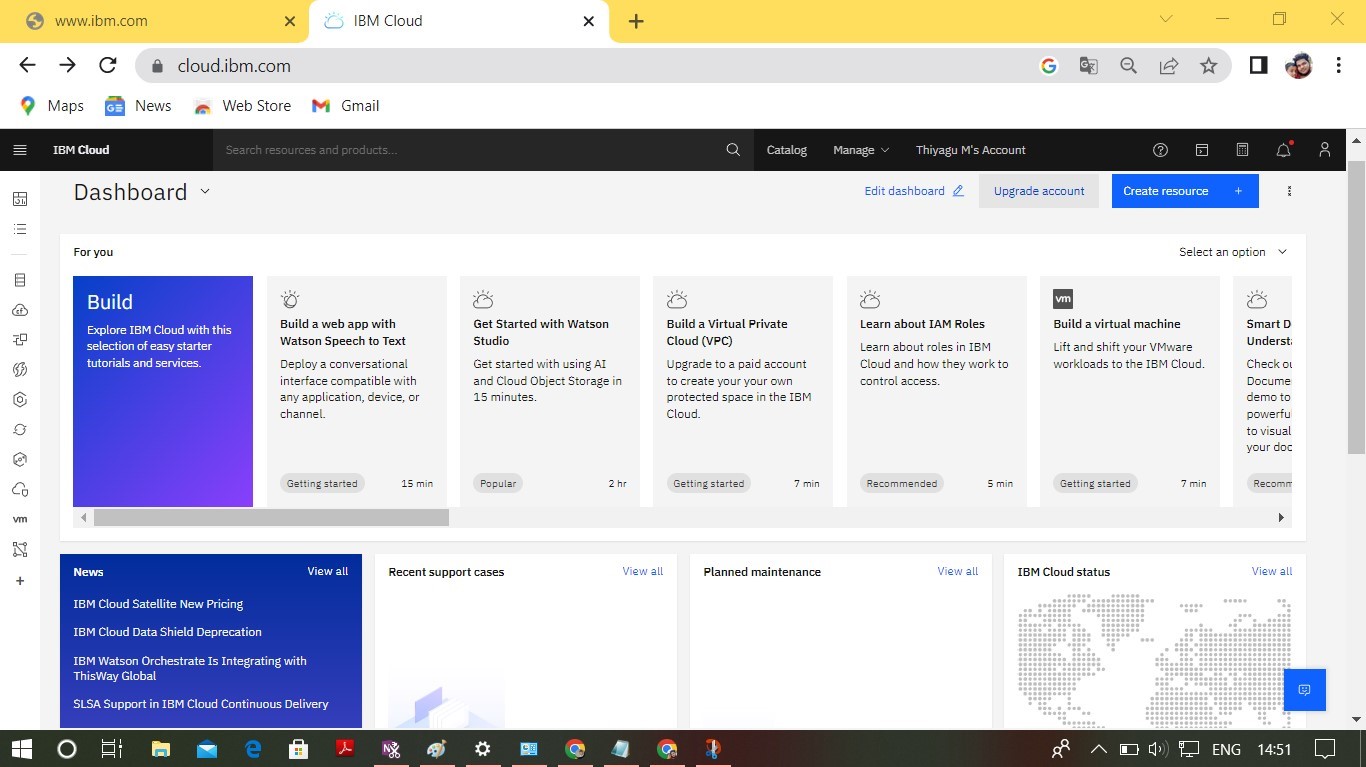 www.ibm.com
IBM Cloud
cloud.ibm.com
Maps
News
Web Store
Gmail
IBM Cloud
Search resources and products...
Catalog
Manage
Thiyagu M's Account
Dashboard
Edit dashboard
Upgrade account
Create resource +
For you
Select an option
Build
Explore IBM Cloud with this
selection of easy starter
tutorials and services.
Build a web app with
Watson Speech to Text
Deploy a conversational
interface compatible with
any application, device, or
channel.
Getting started
15 min
Get Started with Watson
Studio
Get started with using AI
and Cloud Object Storage in
15 minutes.
Popular
2 hr
Build a Virtual Private
Cloud (VPC)
Upgrade to a paid account
to create your your own
protected space in the IBM
Cloud.
Getting started
7 min
Learn about IAM Roles
Learn about roles in IBM
Cloud and how they work to
control access.
Recommended
5 min
vm
Build a virtual machine
Lift and shift your VMware
workloads to the IBM Cloud.
Getting started
7 min
Smart D
Underst
Check ou
Docume
demo to
powerful
to visual
your doc
Recomm
vm
News
View all
IBM Cloud Satellite New Pricing
IBM Cloud Data Shield Deprecation
IBM Watson Orchestrate Is Integrating with
ThisWay Global
SLSA Support in IBM Cloud Continuous Delivery
Recent support cases
View all
Planned maintenance
View all
IBM Cloud status
View all
ENG
14:51